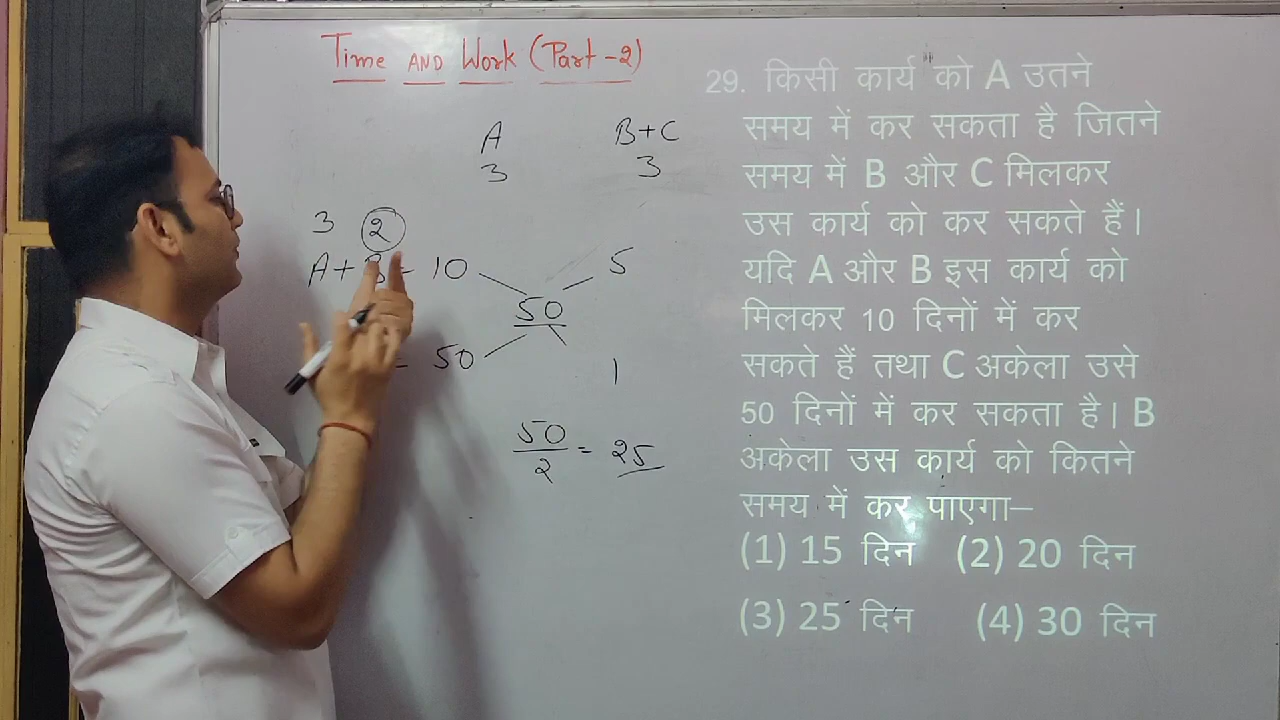 Time AND Work (Part-2)
A B+C
3 3
3 2
A+B = 10 5
50
= 50 1
50/2 = 25
29. किसी कार्य को A उतने
समय में कर सकता है जितने
समय में B और C मिलकर
उस कार्य को कर सकते हैं।
यदि A और B इस कार्य को
मिलकर 10 दिनों में कर
सकते हैं तथा C अकेला उसे
50 दिनों में कर सकता है। B
अकेला उस कार्य को कितने
समय में कर पाएगा–
(1) 15 दिन (2) 20 दिन
(3) 25 दिन (4) 30 दिन